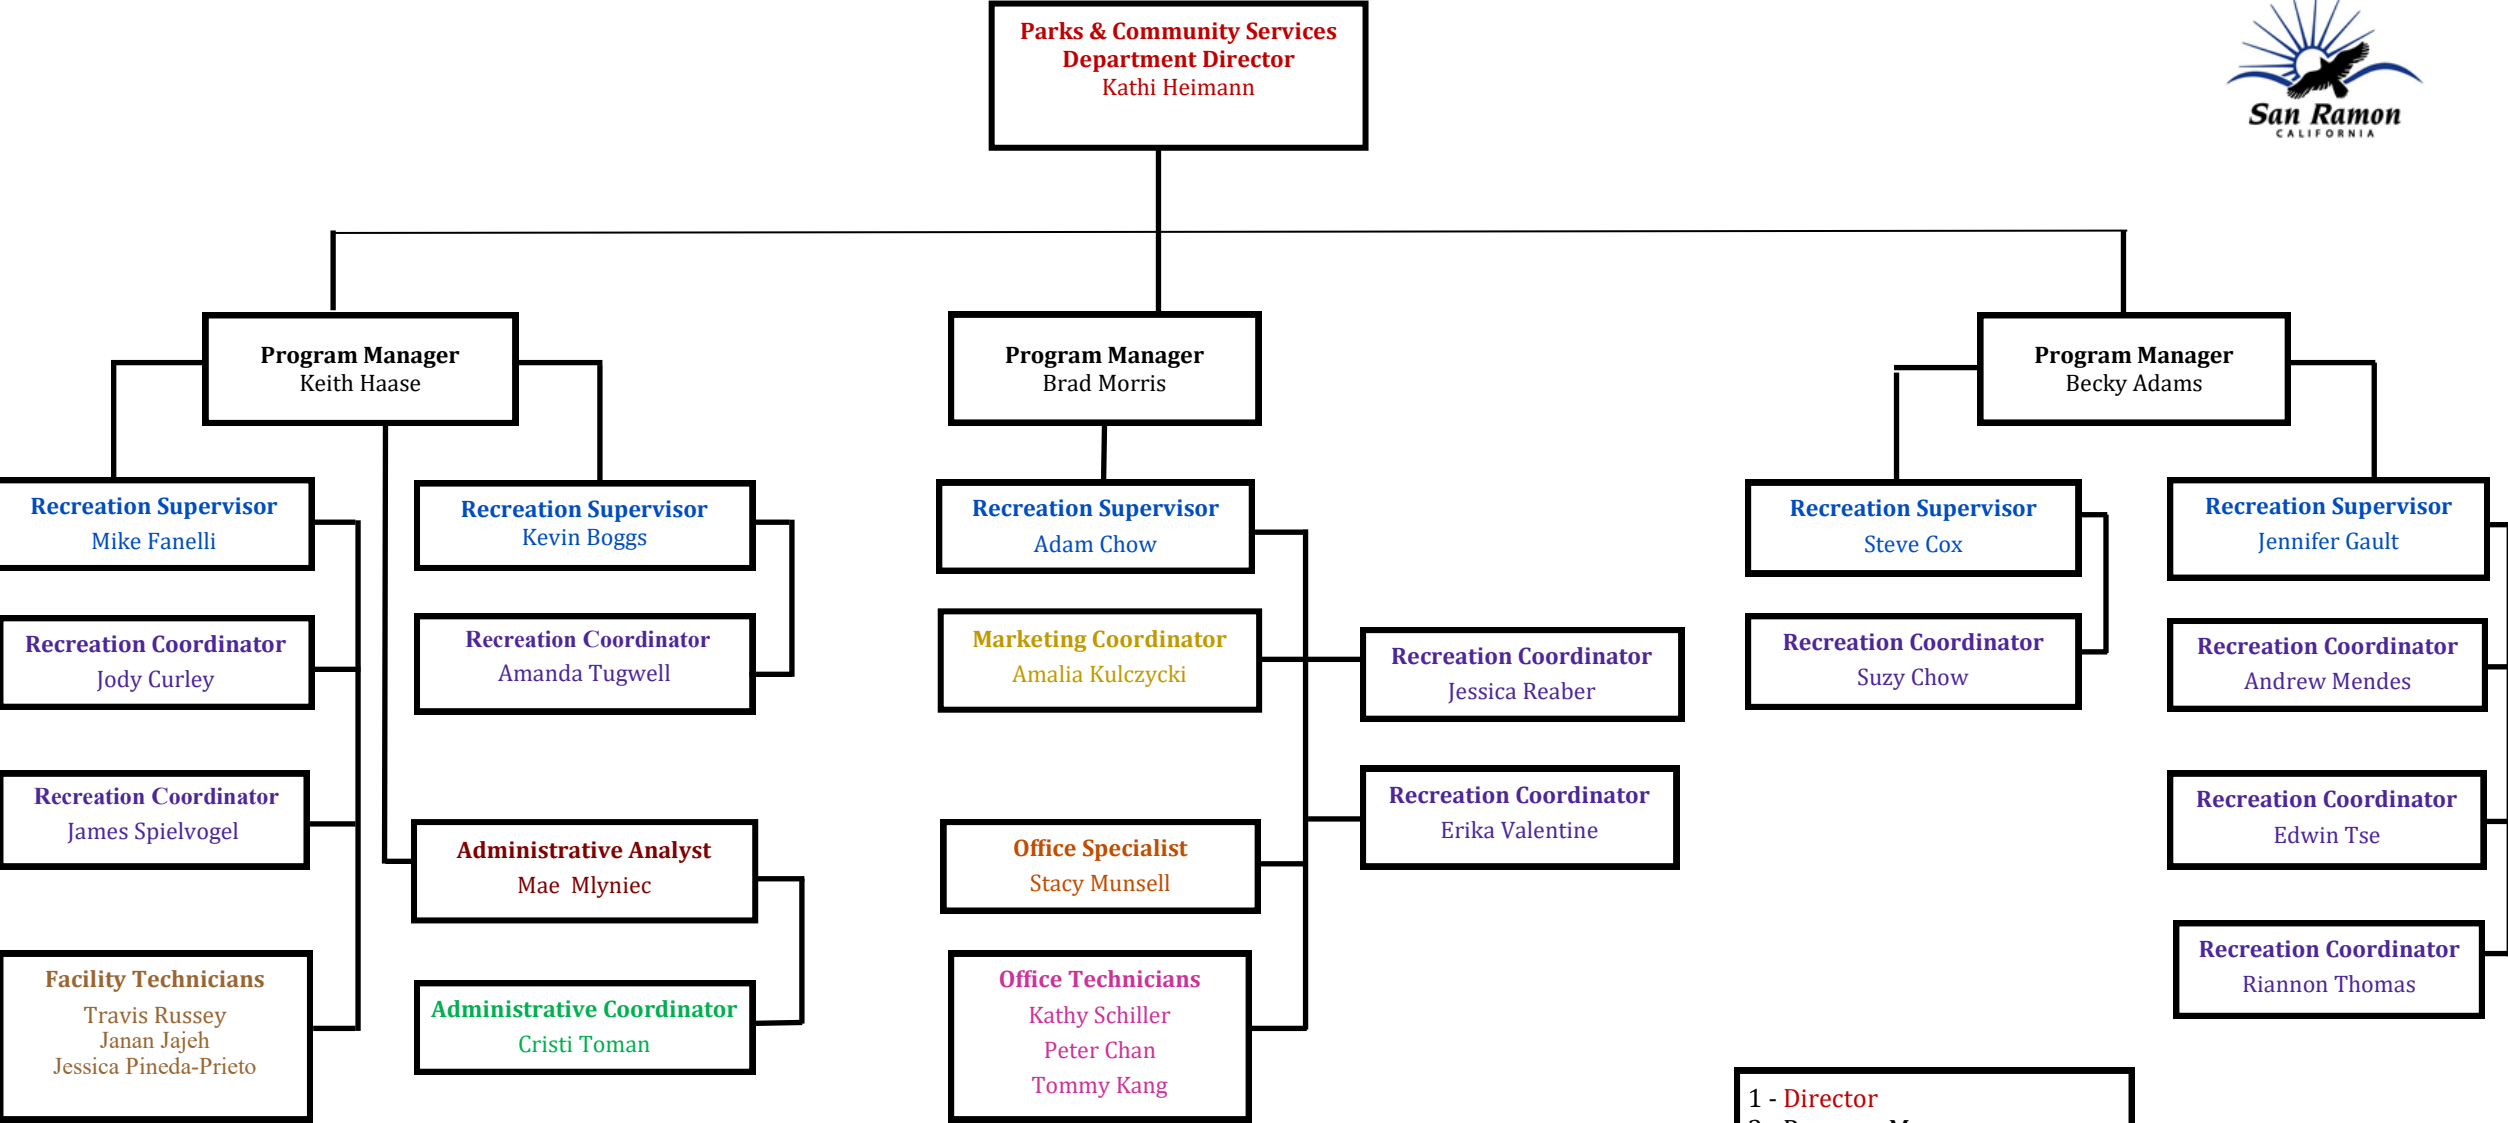 Parks & Community Services
Department Director
Kathi Heimann
San Ramon
CALIFORNIA
Program Manager
Keith Haase
Program Manager
Brad Morris
Program Manager
Becky Adams
Recreation Supervisor
Mike Fanelli
Recreation Supervisor
Kevin Boggs
Recreation Supervisor
Adam Chow
Recreation Supervisor
Steve Cox
Recreation Supervisor
Jennifer Gault
Recreation Coordinator
Jody Curley
Recreation Coordinator
Amanda Tugwell
Marketing Coordinator
Amalia Kulczycki
Recreation Coordinator
Jessica Reaber
Recreation Coordinator
Suzy Chow
Recreation Coordinator
Andrew Mendes
Recreation Coordinator
James Spielvogel
Administrative Analyst
Mae  Mlyniec
Office Specialist
Stacy Munsell
Recreation Coordinator
Erika Valentine
Recreation Coordinator
Edwin Tse
Facility Technicians
Travis Russey
Janan Jajeh
Jessica Pineda-Prieto
Administrative Coordinator
Cristi Toman
Office Technicians
Kathy Schiller
Peter Chan
Tommy Kang
Recreation Coordinator
Riannon Thomas
1 - Director